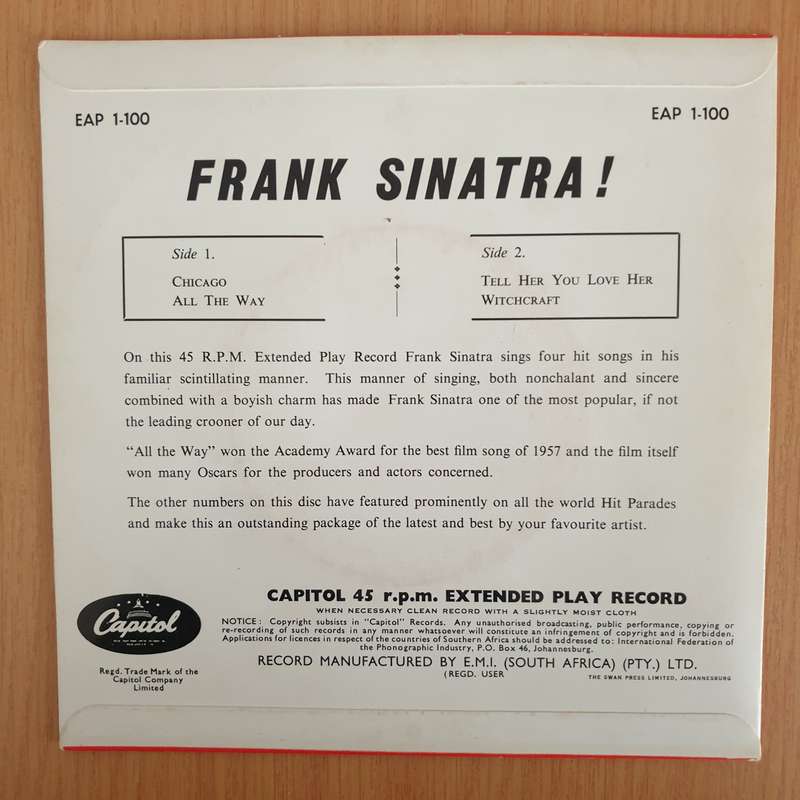 EAP 1-100
EAP 1-100
FRANK SINATRA!
Side 1.
CHICAGO
ALL THE WAY
Side 2.
TELL HER YOU LOVE HER
WITCHCRAFT
On this 45 R.P.M. Extended Play Record Frank Sinatra sings four hit songs in his
familiar scintillating manner. This manner of singing, both nonchalant and sincere
combined with a boyish charm has made Frank Sinatra one of the most popular, if not
the leading crooner of our day.
“All the Way” won the Academy Award for the best film song of 1957 and the film itself
won many Oscars for the producers and actors concerned.
The other numbers on this disc have featured prominently on all the world Hit Parades
and make this an outstanding package of the latest and best by your favourite artist.
Capitol
Regd. Trade Mark of the
Capitol Company
Limited
CAPITOL 45 r.p.m. EXTENDED PLAY RECORD
WHEN NECESSARY CLEAN RECORD WITH A SLIGHTLY MOIST CLOTH
NOTICE: Copyright subsists in "Capitol" Records. Any unauthorised broadcasting, public performance, copying or
re-recording of such records in any manner whatsoever will constitute an infringement of copyright and is forbidden.
Applications for licences in respect of the countries of Southern Africa should be addressed to: International Federation of
the Phonographic Industry, P.O. Box 46, Johannesburg.
RECORD MANUFACTURED BY E.M.I. (SOUTH AFRICA) (PTY.) LTD.
(REGD. USER
THE SWAN PRESS LIMITED, JOHANNESBURG